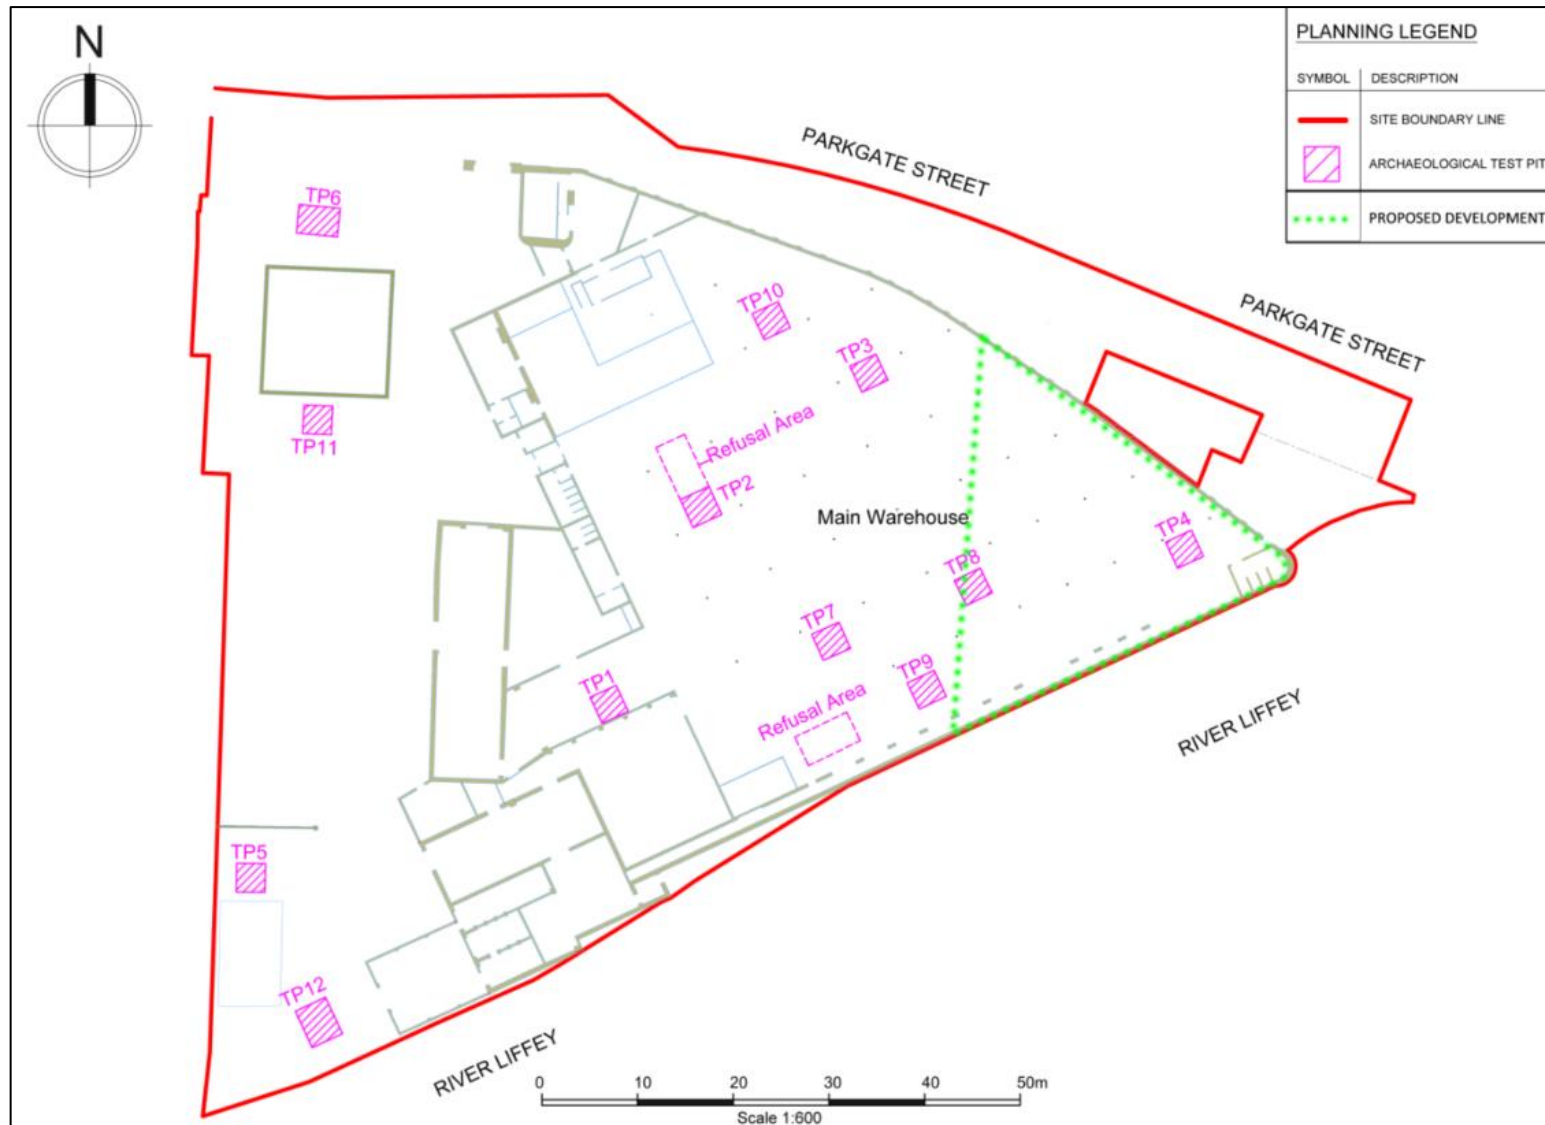 N
PLANNING LEGEND
SYMBOL DESCRIPTION
SITE BOUNDARY LINE
ARCHAEOLOGICAL TEST PIT
PROPOSED DEVELOPMENT
PARKGATE STREET
PARKGATE STREET
TP6
TP10
TP3
TP11
Refusal Area
TP2
Main Warehouse
TP4
TP8
TP7
TP9
TP1
Refusal Area
RIVER LIFFEY
TP5
TP12
RIVER LIFFEY
0 10 20 30 40 50m
Scale 1:600